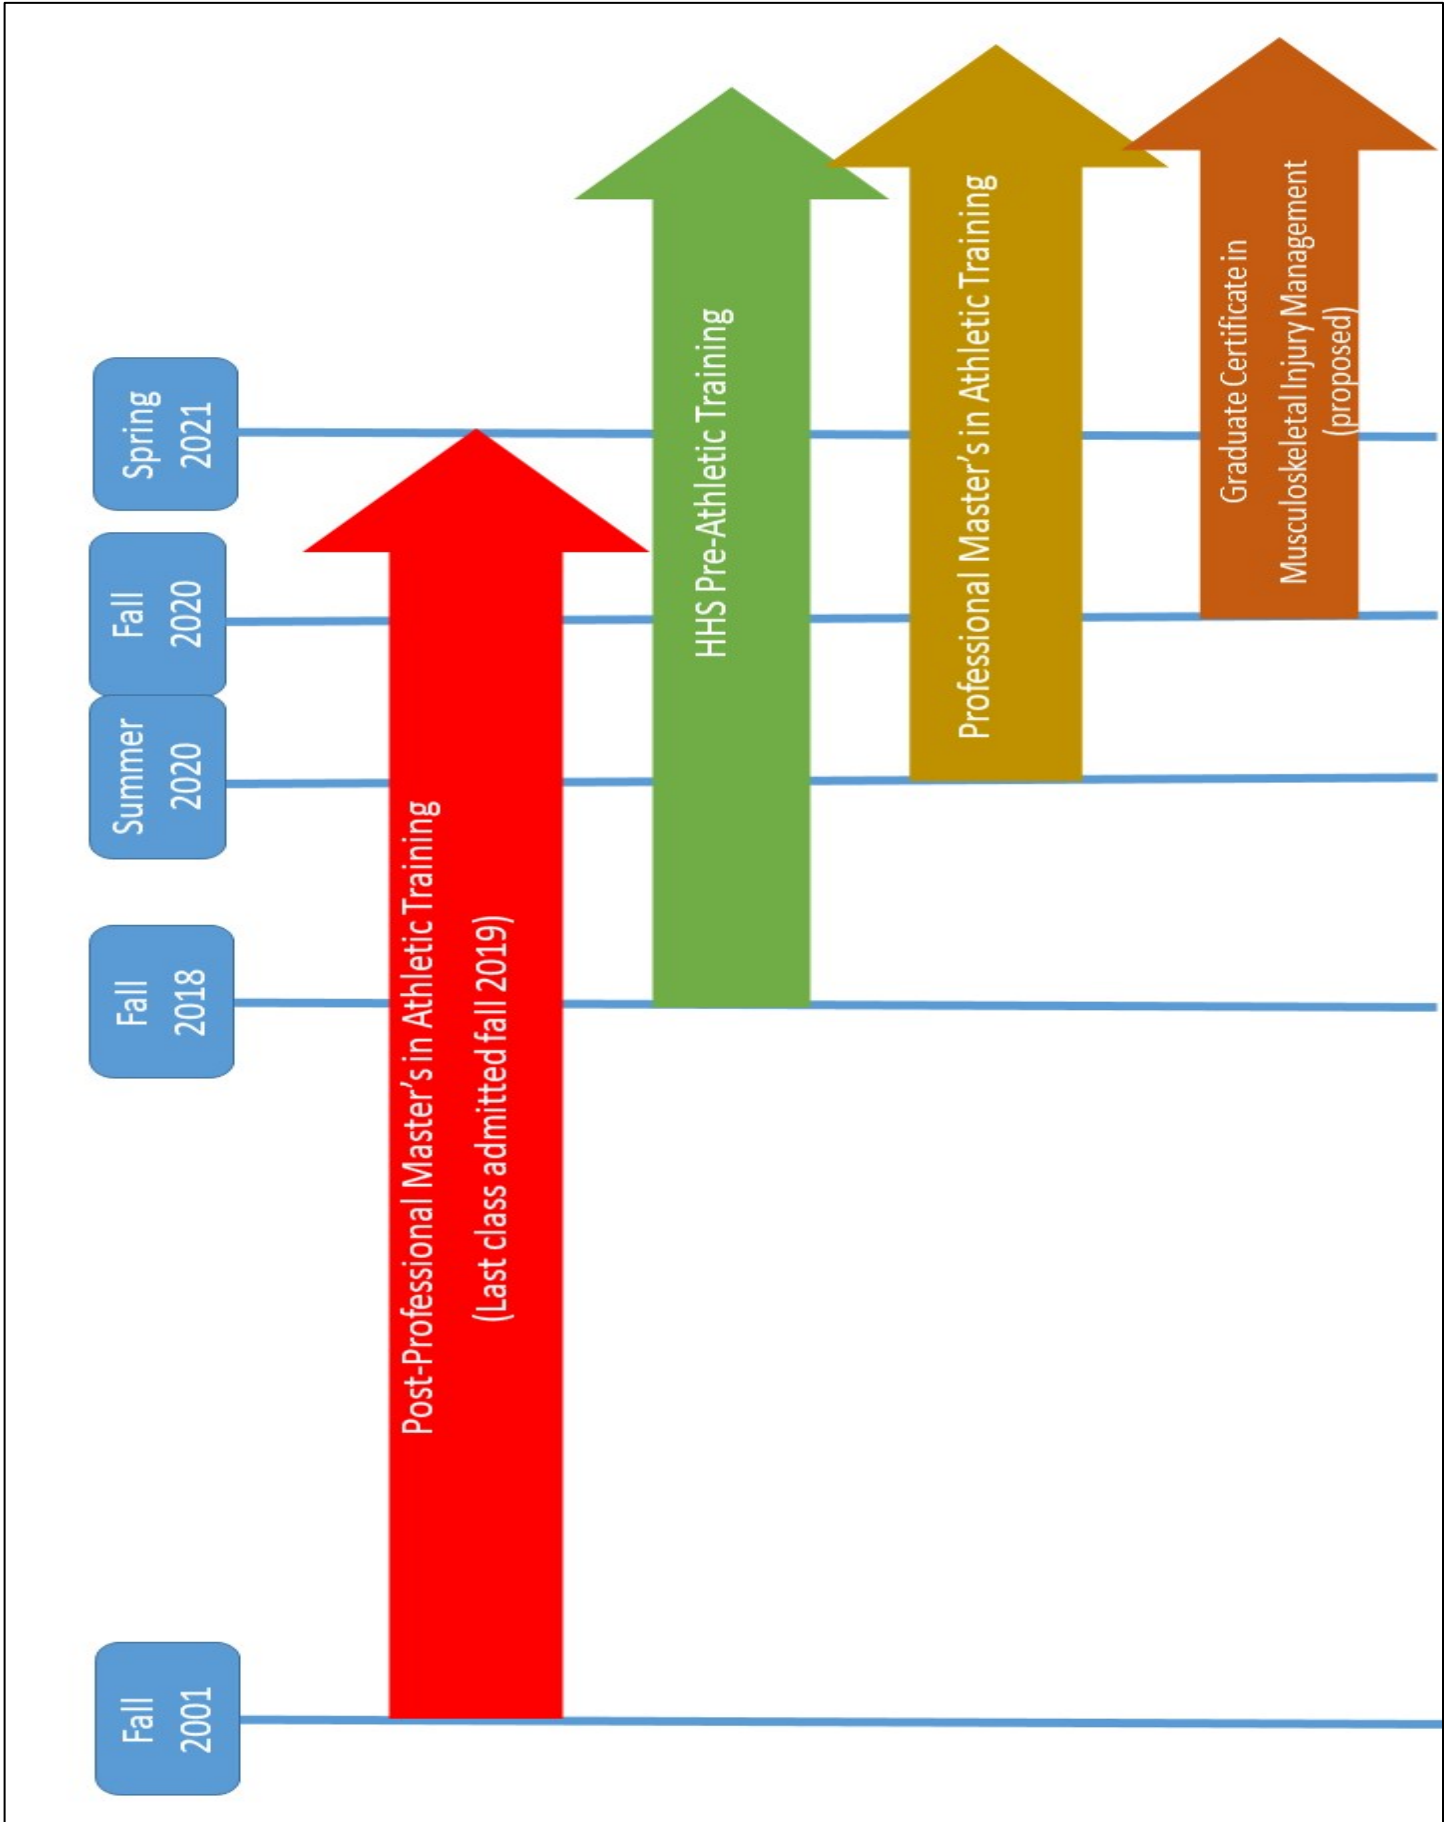 Fall
2001
Fall
2018
Summer
2020
Fall
2020
Spring
2021
Post-Professional Master's in Athletic Training
(Last class admitted fall 2019)
HHS Pre-Athletic Training
Professional Master's in Athletic Training
Graduate Certificate in
Musculoskeletal Injury Management
(proposed)